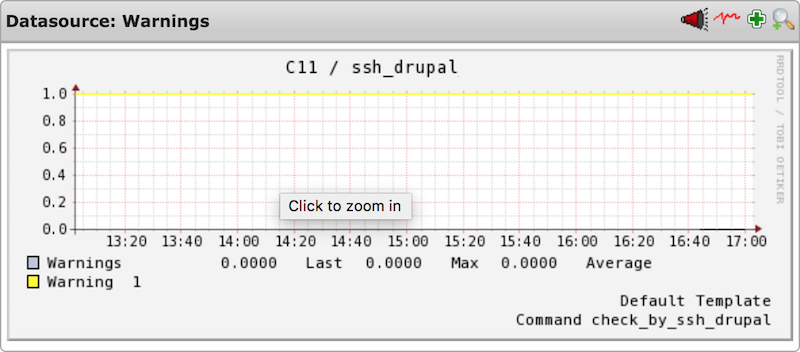 Datasource: Warnings
C11 / ssh_drupal
RRDTOOL / TOBI OETIKER
1.0
0.8
0.6
0.4
0.2
0.0
Click to zoom in
13:20 13:40 14:00 14:20 14:40 15:00 15:20 15:40 16:00 16:20 16:40 17:00
Warnings 0.0000 Last 0.0000 Max 0.0000 Average
Warning 1
Default Template
Command check_by_ssh_drupal